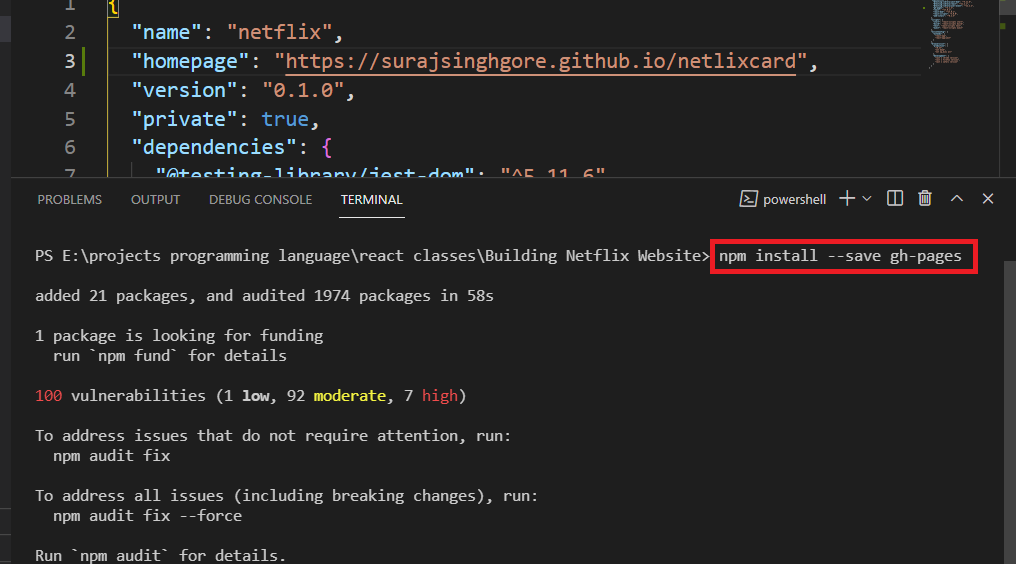 1 {
2 "name": "netflix",
3 "homepage": "https://surajsinghgore.github.io/netlixcard",
4 "version": "0.1.0",
5 "private": true,
6 "dependencies": {
7 "@testing-library/jest-dom": "^5.11.6"
PROBLEMS OUTPUT DEBUG CONSOLE TERMINAL powershell
PS E:\projects programming language\react classes\Building Netflix Website> npm install --save gh-pages
added 21 packages, and audited 1974 packages in 58s
1 package is looking for funding
run `npm fund` for details
100 vulnerabilities (1 low, 92 moderate, 7 high)
To address issues that do not require attention, run:
npm audit fix
To address all issues (including breaking changes), run:
npm audit fix --force
Run `npm audit` for details.